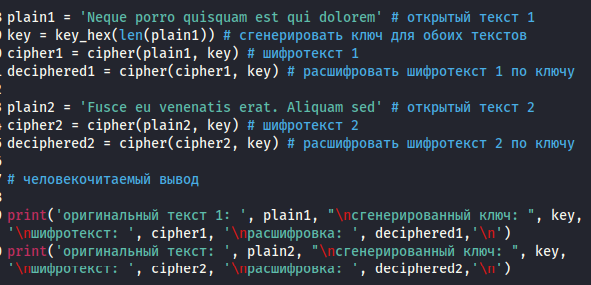 plain1 = 'Neque porro quisquam est qui dolorem' # открытый текст 1
key = key_hex(len(plain1)) # сгенерировать ключ для обоих текстов
cipher1 = cipher(plain1, key) # шифротекст 1
deciphered1 = cipher(cipher1, key) # расшифровать шифротекст 1 по ключу
plain2 = 'Fusce eu venenatis erat. Aliquam sed' # открытый текст 2
cipher2 = cipher(plain2, key) # шифротекст 2
deciphered2 = cipher(cipher2, key) # расшифровать шифротекст 2 по ключу
# человекочитаемый вывод
print('оригинальный текст 1: ', plain1, "\nсгенерированный ключ: ", key,
'\nшифротекст: ', cipher1, '\nрасшифровка: ', deciphered1,'\n')
print('оригинальный текст: ', plain2, "\nсгенерированный ключ: ", key,
'\nшифротекст: ', cipher2, '\nрасшифровка: ', deciphered2,'\n')